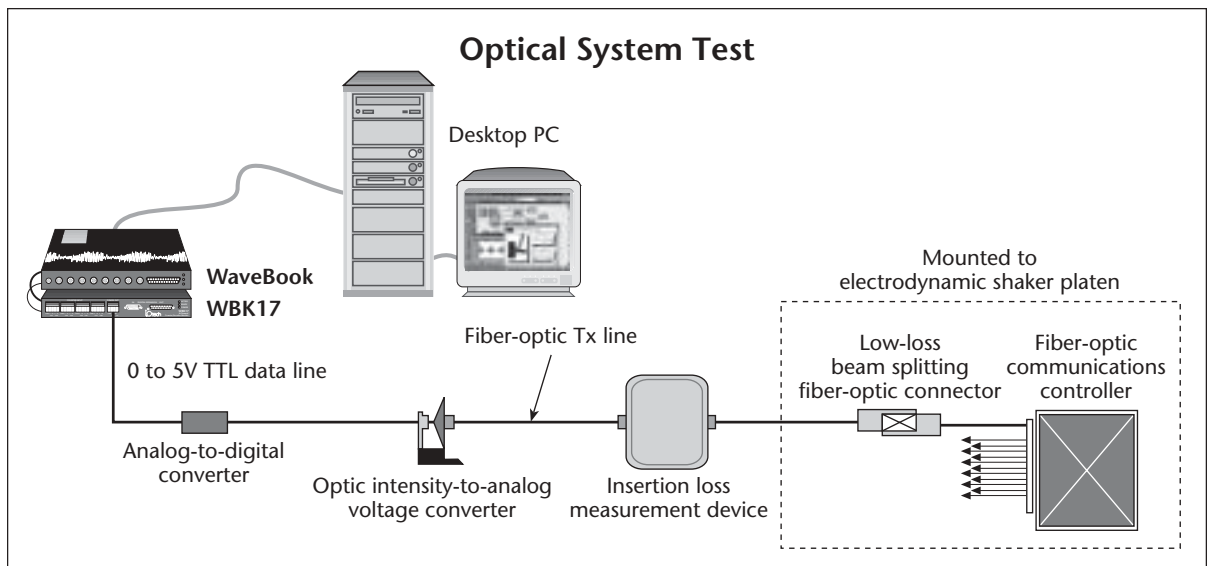 Optical System Test
Desktop PC
WaveBook
WBK17
Mounted to
electrodynamic shaker platen
Fiber-optic Tx line
Low-loss
beam splitting
fiber-optic connector
Fiber-optic
communications
controller
0 to 5V TTL data line
Analog-to-digital
converter
Optic intensity-to-analog
voltage converter
Insertion loss
measurement device